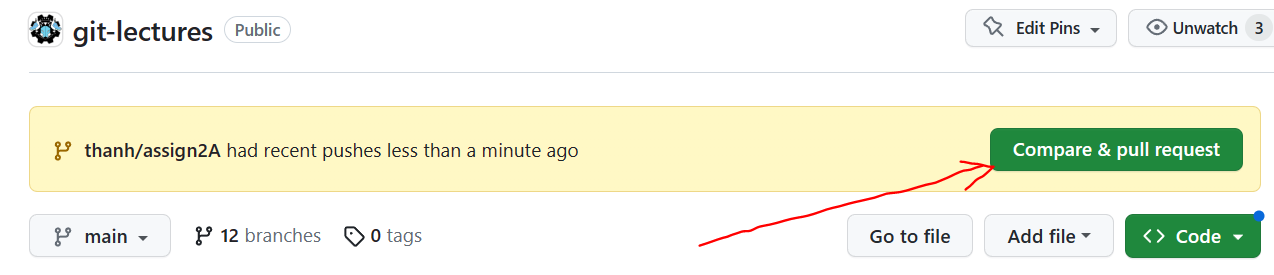 git-lectures Public Edit Pins Unwatch 3
thanh/assign2A had recent pushes less than a minute ago Compare & pull request
main 12 branches 0 tags Go to file Add file <> Code